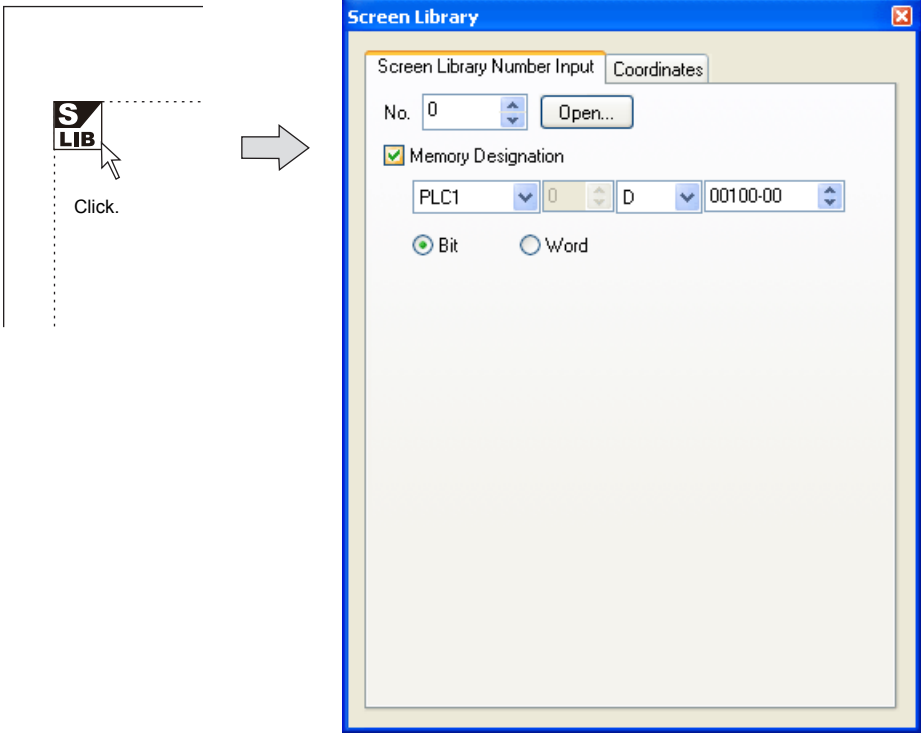 S
LIB
Click.
Screen Library
Screen Library Number Input
Coordinates
No. 0 Open...
Memory Designation
PLC1 0 D 00100-00
Bit Word